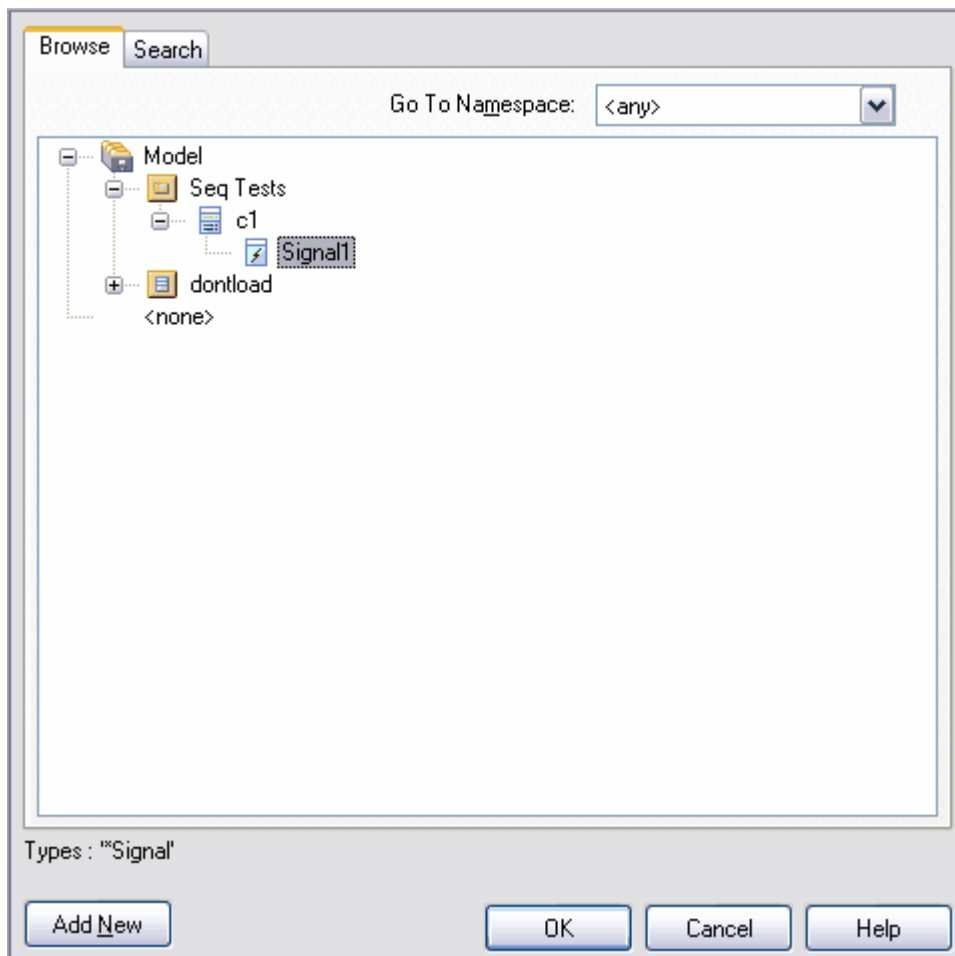 Browse Search
Go To Namespace: <any>
Model
Seq Tests
c1
Signal1
dontload
<none>
Types : "'Signal'
Add New OK Cancel Help